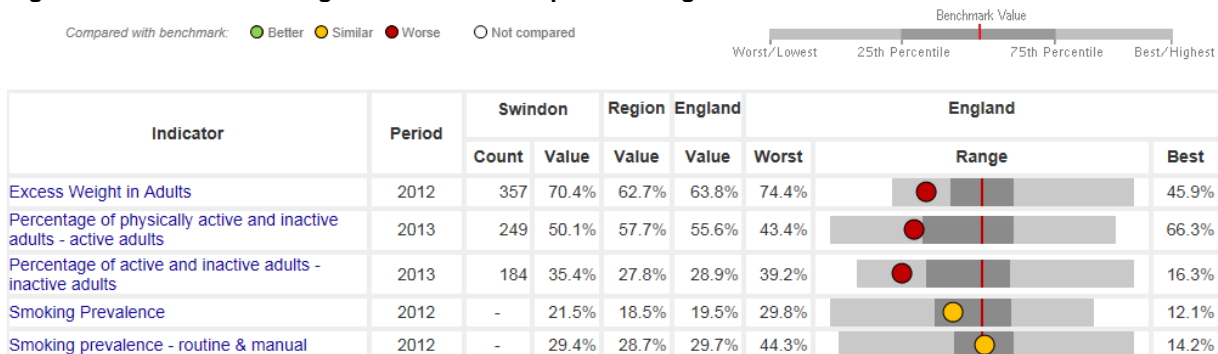 Compared with benchmark: Better Similar Worse Not compared
Benchmark Value
Worst/Lowest 25th Percentile 75th Percentile Best/Highest
Indicator Period Swindon Region England England
Count Value Value Value Worst Range Best
Excess Weight in Adults 2012 357 70.4% 62.7% 63.8% 74.4% 45.9%
Percentage of physically active and inactive
adults - active adults 2013 249 50.1% 57.7% 55.6% 43.4% 66.3%
Percentage of active and inactive adults -
inactive adults 2013 184 35.4% 27.8% 28.9% 39.2% 16.3%
Smoking Prevalence 2012 - 21.5% 18.5% 19.5% 29.8% 12.1%
Smoking prevalence - routine & manual 2012 - 29.4% 28.7% 29.7% 44.3% 14.2%